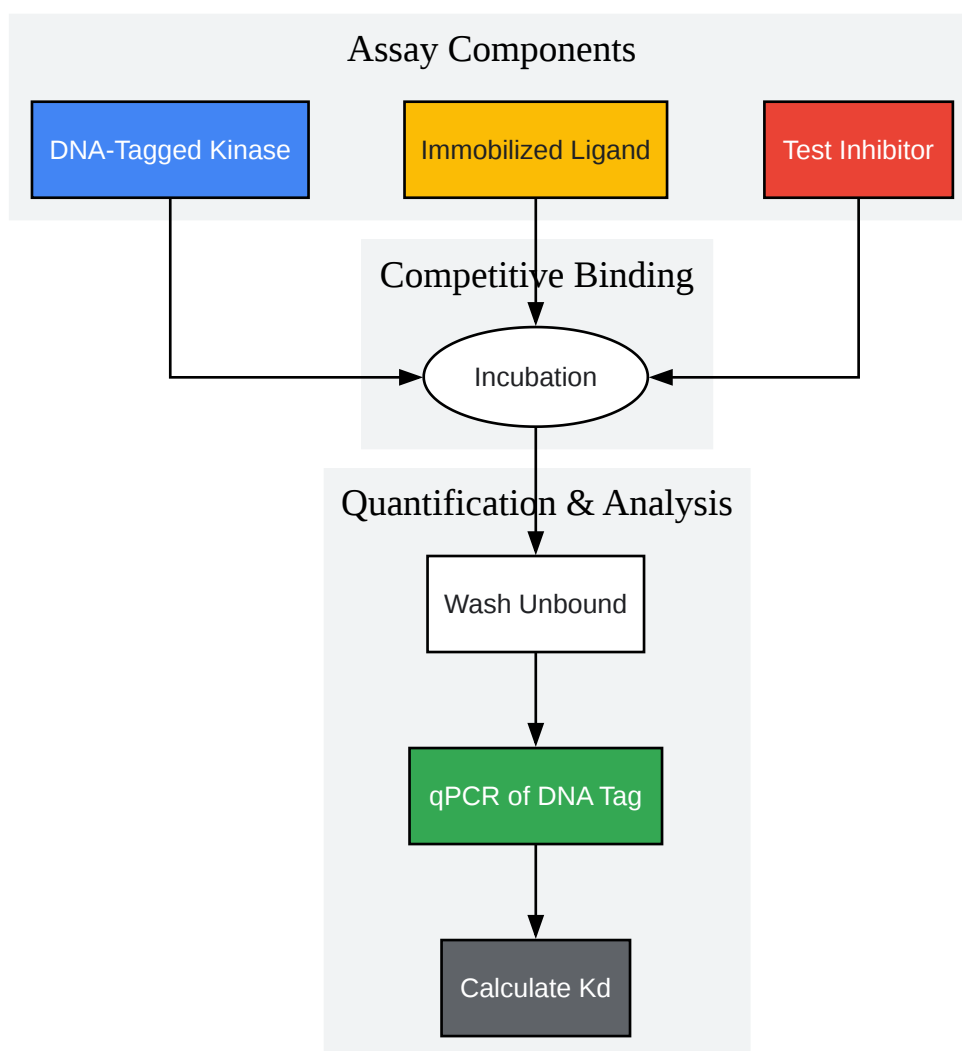 Assay Components
DNA-Tagged Kinase
Immobilized Ligand
Test Inhibitor
Competitive Binding
Incubation
Quantification & Analysis
Wash Unbound
qPCR of DNA Tag
Calculate Kd